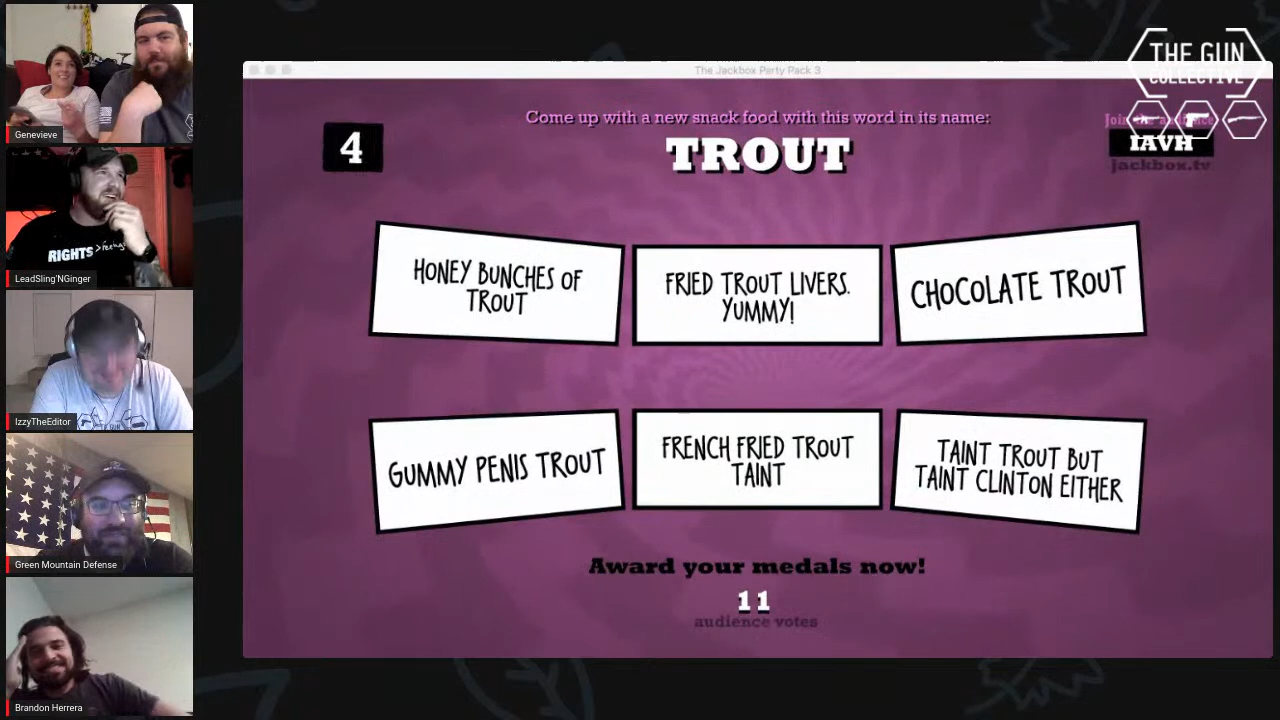 The Jackbox Party Pack 3
THE GUN
COLLECTIVE
Come up with a new snack food with this word in its name:
4
TROUT
IAVH
jackbox.tv
HONEY BUNCHES OF
TROUT
FRIED TROUT LIVERS.
YUMMY!
CHOCOLATE TROUT
GUMMY PENIS TROUT
FRENCH FRIED TROUT
TAINT
TAINT TROUT BUT
TAINT CLINTON EITHER
Award your medals now!
11
audience votes
Genevieve
RIGHTS > feelings
LeadSling'NGinger
IzzyTheEditor
Green Mountain Defense
Brandon Herrera